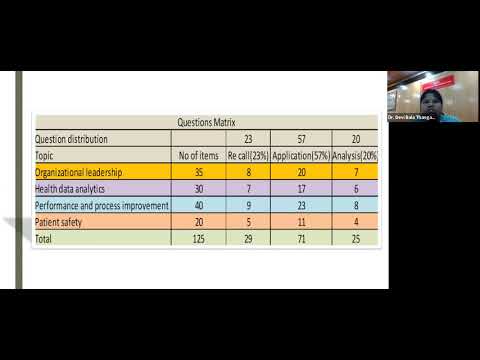 Questions Matrix
Question distribution 23 57 20
Topic No of items Re call(23%) Application(57%) Analysis(20%)
Organizational leadership 35 8 20 7
Health data analytics 30 7 17 6
Performance and process improvement 40 9 23 8
Patient safety 20 5 11 4
Total 125 29 71 25
Dr. Devi Bala